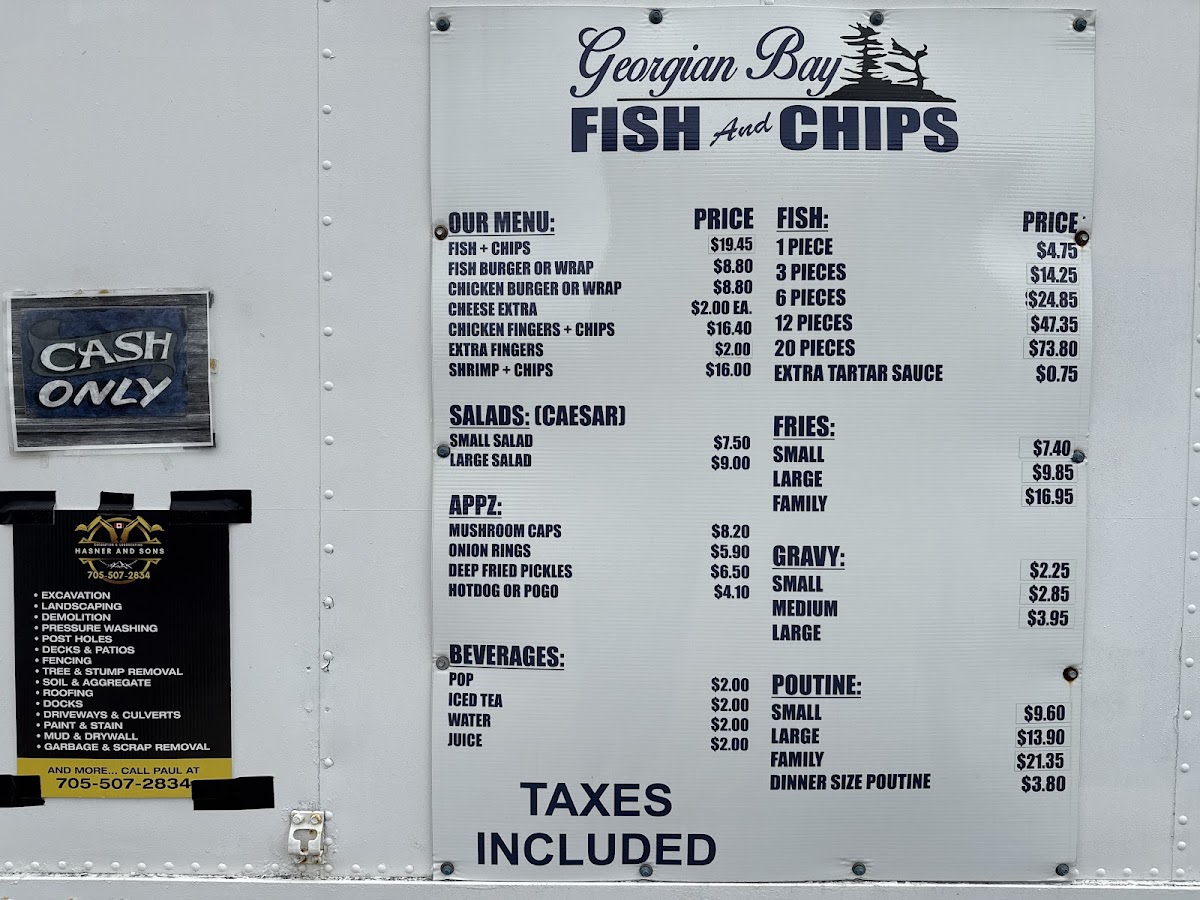 Georgian Bay
FISH And CHIPS
OUR MENU: PRICE
FISH + CHIPS $19.45
FISH BURGER OR WRAP $8.80
CHICKEN BURGER OR WRAP $8.80
CHEESE EXTRA $2.00 EA.
CHICKEN FINGERS + CHIPS $16.40
EXTRA FINGERS $2.00
SHRIMP + CHIPS $16.00
SALADS: (CAESAR)
SMALL SALAD $7.50
LARGE SALAD $9.00
APPZ:
MUSHROOM CAPS $8.20
ONION RINGS $5.90
DEEP FRIED PICKLES $6.50
HOTDOG OR POGO $4.10
BEVERAGES:
POP $2.00
ICED TEA $2.00
WATER $2.00
JUICE $2.00
TAXES
INCLUDED
FISH: PRICE
1 PIECE $4.75
3 PIECES $14.25
6 PIECES $24.85
12 PIECES $47.35
20 PIECES $73.80
EXTRA TARTAR SAUCE $0.75
FRIES:
SMALL $7.40
LARGE $9.85
FAMILY $16.95
GRAVY:
SMALL $2.25
MEDIUM $2.85
LARGE $3.95
POUTINE:
SMALL $9.60
LARGE $13.90
FAMILY $21.35
DINNER SIZE POUTINE $3.80
CASH
ONLY
EXCAVATION & LANDSCAPING
HASNER AND SONS
705-507-2834
• EXCAVATION
• LANDSCAPING
• DEMOLITION
• PRESSURE WASHING
• POST HOLES
• DECKS & PATIOS
• FENCING
• TREE & STUMP REMOVAL
• SOIL & AGGREGATE
• ROOFING
• DOCKS
• DRIVEWAYS & CULVERTS
• PAINT & STAIN
• MUD & DRYWALL
• GARBAGE & SCRAP REMOVAL
AND MORE... CALL PAUL AT
705-507-2834